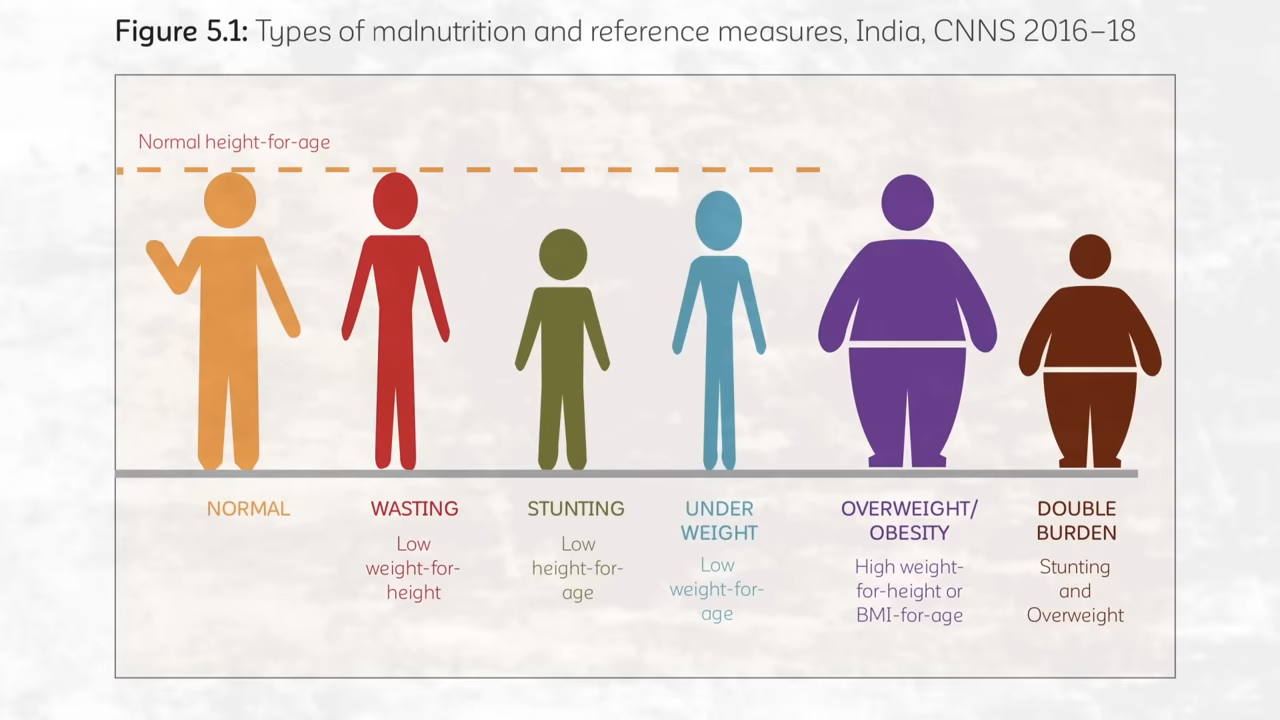 Figure 5.1: Types of malnutrition and reference measures, India, CNNS 2016–18
Normal height-for-age
NORMAL
WASTING
Low
weight-for-
height
STUNTING
Low
height-for-
age
UNDER
WEIGHT
Low
weight-for-
age
OVERWEIGHT/
OBESITY
High weight-
for-height or
BMI-for-age
DOUBLE
BURDEN
Stunting
and
Overweight